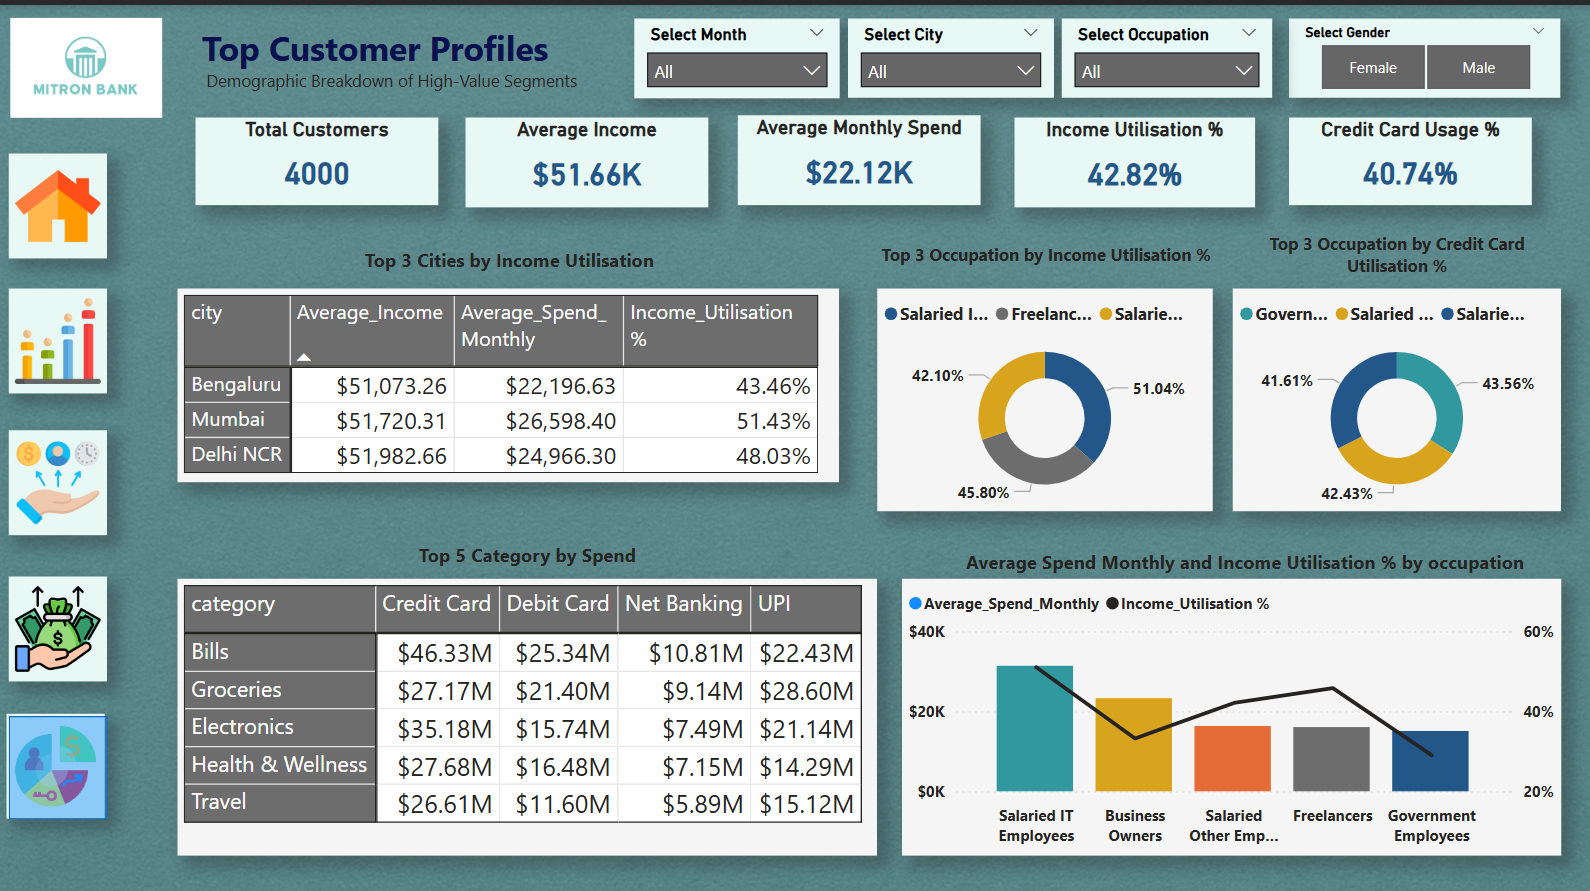 MITRON BANK
Top Customer Profiles
Demographic Breakdown of High-Value Segments
Select Month
All
Select City
All
Select Occupation
All
Select Gender
Female
Male
Total Customers
4000
Average Income
$51.66K
Average Monthly Spend
$22.12K
Income Utilisation %
42.82%
Credit Card Usage %
40.74%
Top 3 Cities by Income Utilisation
city Average_Income Average_Spend_ Income_Utilisation
Monthly %
Bengaluru $51,073.26 $22,196.63 43.46%
Mumbai $51,720.31 $26,598.40 51.43%
Delhi NCR $51,982.66 $24,966.30 48.03%
Top 3 Occupation by Income Utilisation %
Salaried I... Freelanc... Salarie...
42.10%
51.04%
45.80%
Top 3 Occupation by Credit Card
Utilisation %
Govern... Salaried ... Salarie...
41.61%
43.56%
42.43%
Top 5 Category by Spend
category Credit Card Debit Card Net Banking UPI
Bills $46.33M $25.34M $10.81M $22.43M
Groceries $27.17M $21.40M $9.14M $28.60M
Electronics $35.18M $15.74M $7.49M $21.14M
Health & Wellness $27.68M $16.48M $7.15M $14.29M
Travel $26.61M $11.60M $5.89M $15.12M
Average Spend Monthly and Income Utilisation % by occupation
Average_Spend_Monthly Income_Utilisation %
$40K 60%
$20K 40%
$0K 20%
Salaried IT Business Salaried Freelancers Government
Employees Owners Other Emp... Employees